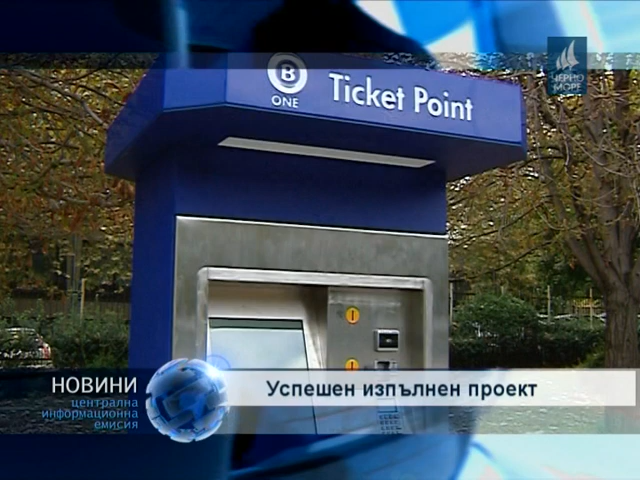 ЧЕРНО
МОРЕ
B
ONE
Ticket Point
НОВИНИ
централна
информационна
емисия
Успешен изпълнен проект